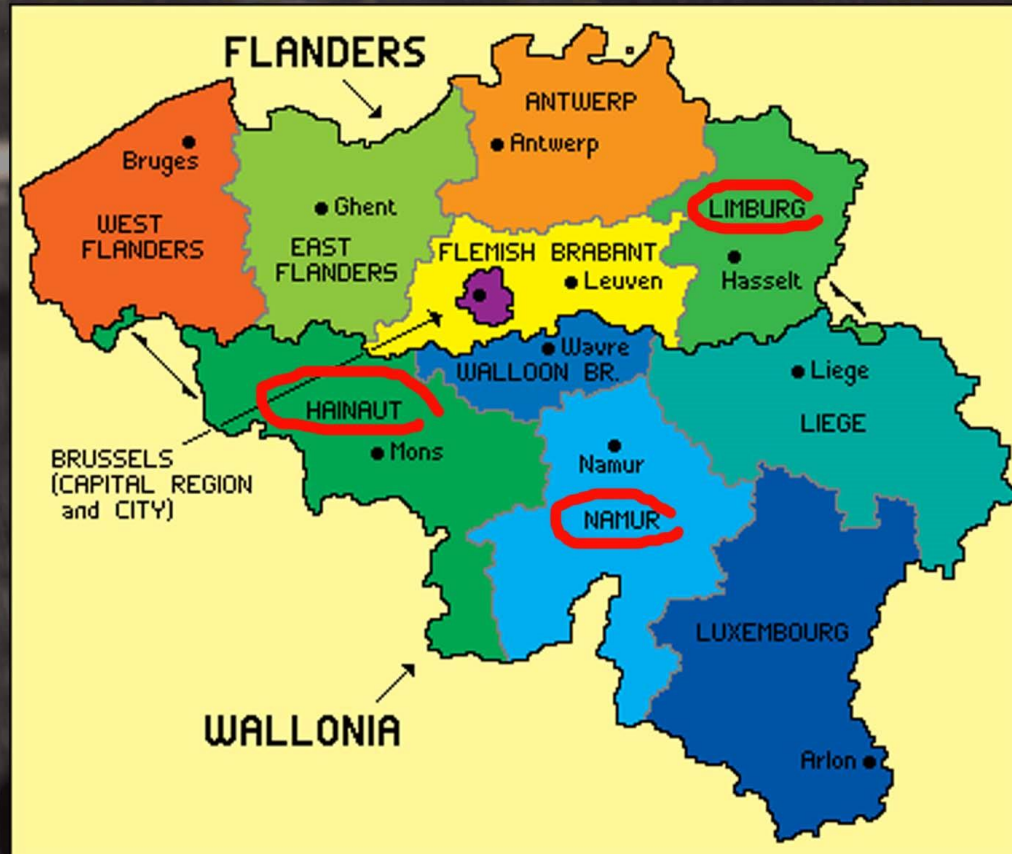 FLANDERS
ANTWERP
Antwerp
Bruges
WEST
FLANDERS
Ghent
EAST
FLANDERS
LIMBURG
Hasselt
FLEMISH BRABANT
Leuven
Wavre
WALLOON BR.
Liege
LIEGE
HAINAUT
Mons
BRUSSELS
(CAPITAL REGION
and CITY)
Namur
NAMUR
LUXEMBOURG
Arlon
WALLONIA